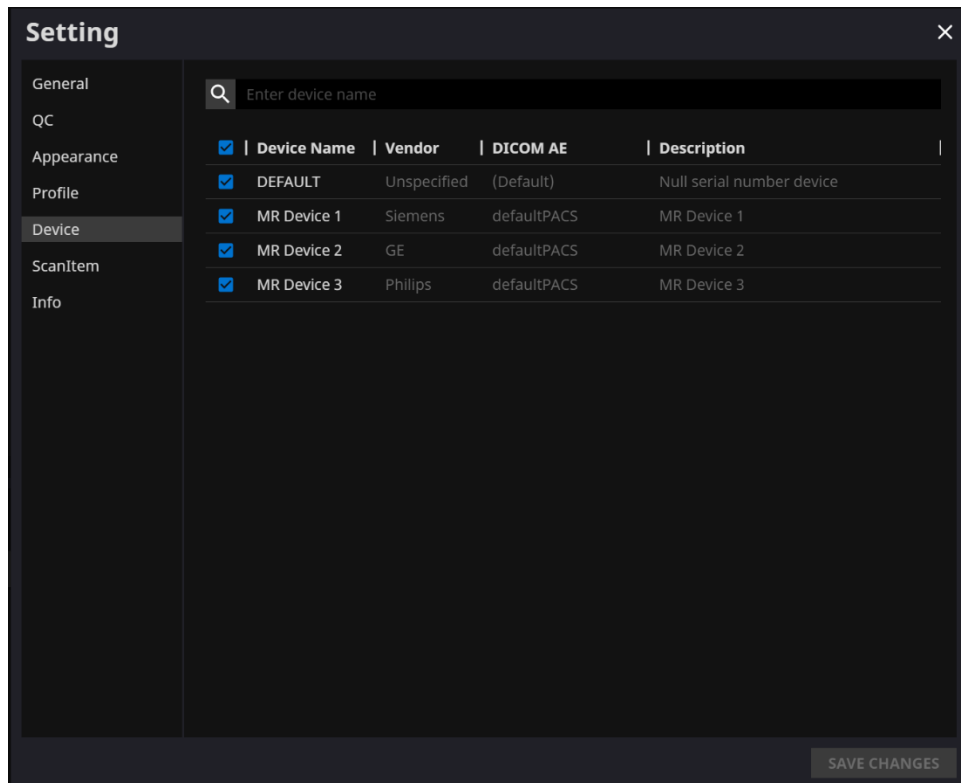 Setting
General
QC
Appearance
Profile
Device
ScanItem
Info
Enter device name
Device Name Vendor DICOM AE Description
DEFAULT Unspecified (Default) Null serial number device
MR Device 1 Siemens defaultPACS MR Device 1
MR Device 2 GE defaultPACS MR Device 2
MR Device 3 Philips defaultPACS MR Device 3
SAVE CHANGES